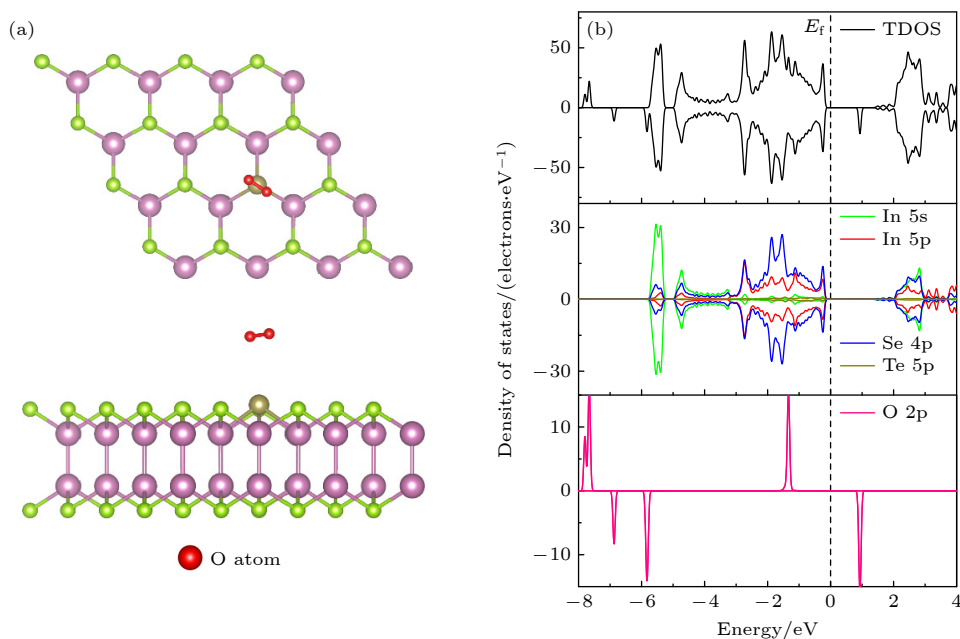 (a)
O atom
(b)
E_f
TDOS
50
0
−50
In 5s
In 5p
30
0
−30
Se 4p
Te 5p
O 2p
10
0
−10
Density of states/(electrons·eV⁻¹)
−8 −6 −4 −2 0 2 4
Energy/eV